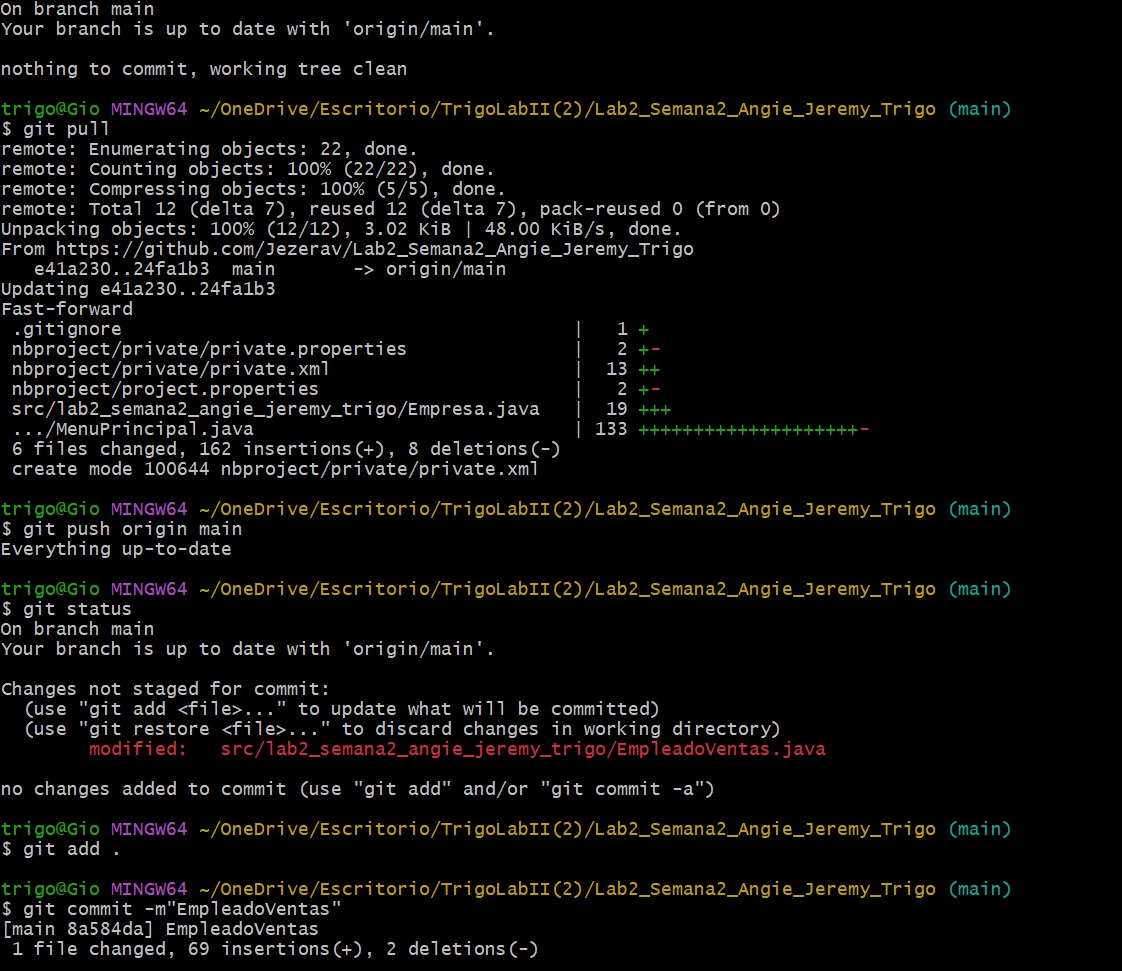 On branch main
Your branch is up to date with 'origin/main'.
nothing to commit, working tree clean
trigo@Gio MINGW64 ~/OneDrive/Escritorio/TrigoLabII(2)/Lab2_Semana2_Angie_Jeremy_Trigo (main)
$ git pull
remote: Enumerating objects: 22, done.
remote: Counting objects: 100% (22/22), done.
remote: Compressing objects: 100% (5/5), done.
remote: Total 12 (delta 7), reused 12 (delta 7), pack-reused 0 (from 0)
Unpacking objects: 100% (12/12), 3.02 KiB | 48.00 KiB/s, done.
From https://github.com/Jezerav/Lab2_Semana2_Angie_Jeremy_Trigo
   e41a230..24fa1b3  main       -> origin/main
Updating e41a230..24fa1b3
Fast-forward
 .gitignore                                         |   1 +
 nbproject/private/private.properties               |   2 +-
 nbproject/private/private.xml                      |  13 ++
 nbproject/project.properties                       |   2 +-
 src/lab2_semana2_angie_jeremy_trigo/Empresa.java   |  19 +++
 .../MenuPrincipal.java                             | 133 ++++++++++++++++++++-
 6 files changed, 162 insertions(+), 8 deletions(-)
 create mode 100644 nbproject/private/private.xml
trigo@Gio MINGW64 ~/OneDrive/Escritorio/TrigoLabII(2)/Lab2_Semana2_Angie_Jeremy_Trigo (main)
$ git push origin main
Everything up-to-date
trigo@Gio MINGW64 ~/OneDrive/Escritorio/TrigoLabII(2)/Lab2_Semana2_Angie_Jeremy_Trigo (main)
$ git status
On branch main
Your branch is up to date with 'origin/main'.
Changes not staged for commit:
  (use "git add <file>..." to update what will be committed)
  (use "git restore <file>..." to discard changes in working directory)
        modified:   src/lab2_semana2_angie_jeremy_trigo/EmpleadoVentas.java
no changes added to commit (use "git add" and/or "git commit -a")
trigo@Gio MINGW64 ~/OneDrive/Escritorio/TrigoLabII(2)/Lab2_Semana2_Angie_Jeremy_Trigo (main)
$ git add .
trigo@Gio MINGW64 ~/OneDrive/Escritorio/TrigoLabII(2)/Lab2_Semana2_Angie_Jeremy_Trigo (main)
$ git commit -m"EmpleadoVentas"
[main 8a584da] EmpleadoVentas
 1 file changed, 69 insertions(+), 2 deletions(-)